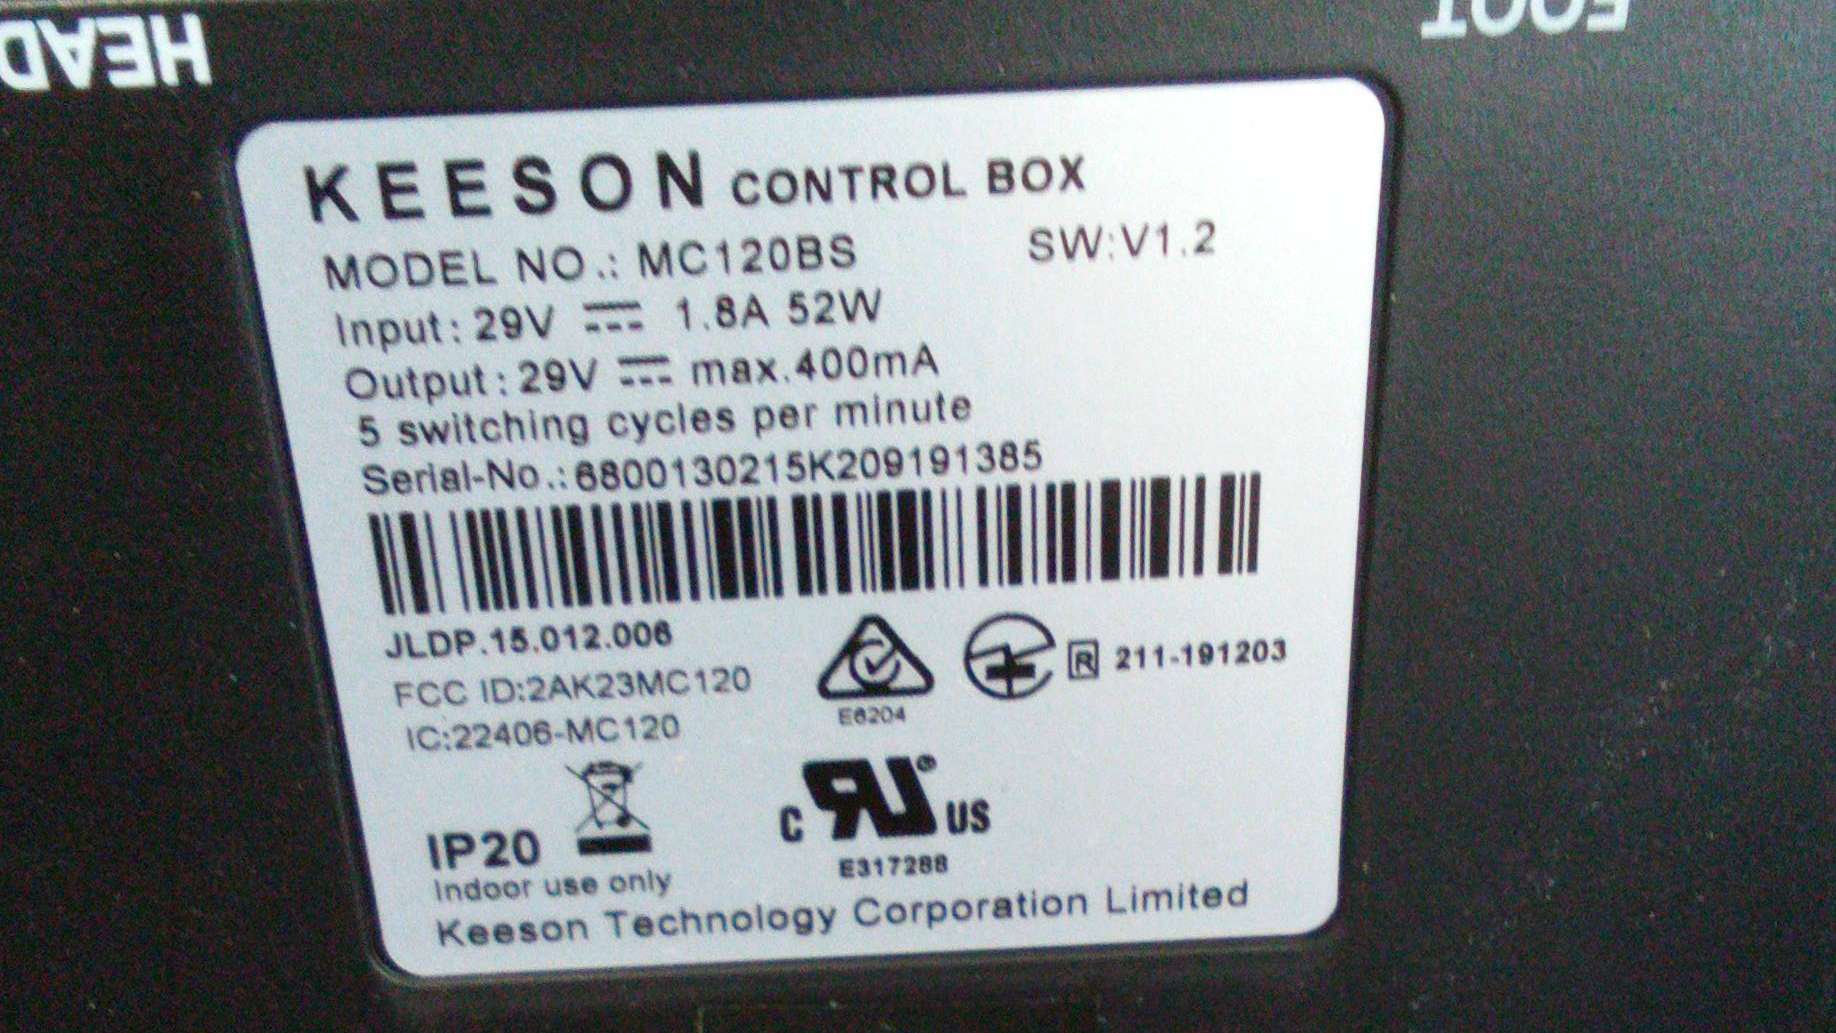 HEAD
FOOT
KEESON CONTROL BOX
MODEL NO.: MC120BS SW:V1.2
Input: 29V ⎓ 1.8A 52W
Output: 29V ⎓ max.400mA
5 switching cycles per minute
Serial-No.:6800130215K209191385
JLDP.15.012.006
FCC ID:2AK23MC120
IC:22406-MC120
E6204
R 211-191203
IP20
Indoor use only
c RU ® US
E317288
Keeson Technology Corporation Limited